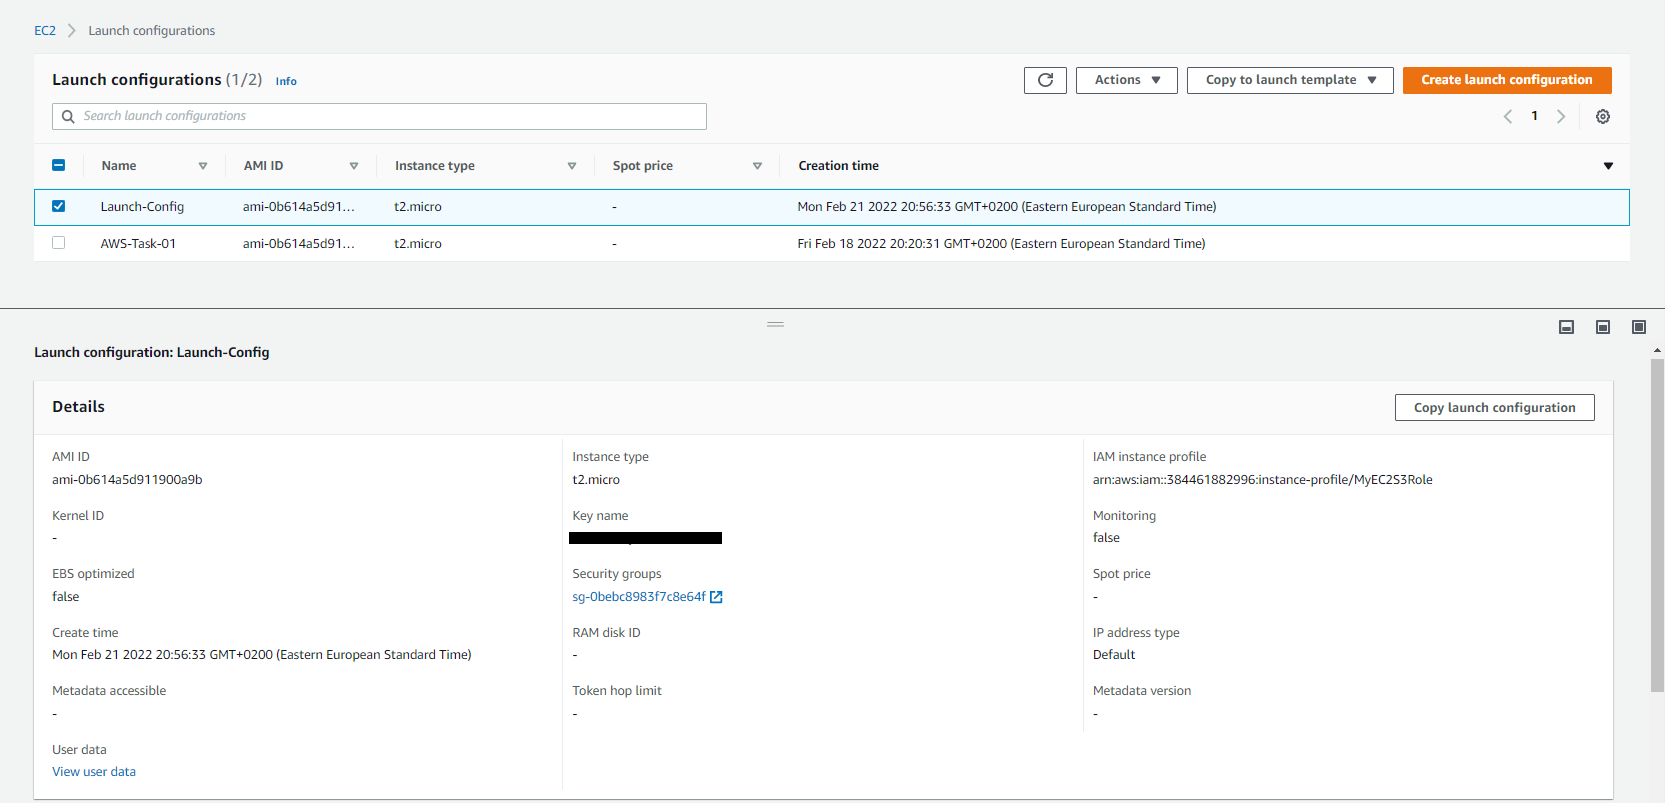 EC2 Launch configurations
Launch configurations (1/2) Info
Actions Copy to launch template Create launch configuration
Search launch configurations
1
Name AMI ID Instance type Spot price Creation time
Launch-Config ami-0b614a5d91... t2.micro - Mon Feb 21 2022 20:56:33 GMT+0200 (Eastern European Standard Time)
AWS-Task-01 ami-0b614a5d91... t2.micro - Fri Feb 18 2022 20:20:31 GMT+0200 (Eastern European Standard Time)
Launch configuration: Launch-Config
Details Copy launch configuration
AMI ID Instance type IAM instance profile
ami-0b614a5d911900a9b t2.micro arn:aws:iam::384461882996:instance-profile/MyEC2S3Role
Kernel ID Key name Monitoring
- false
EBS optimized Security groups Spot price
false sg-0bebc8983f7c8e64f -
Create time RAM disk ID IP address type
Mon Feb 21 2022 20:56:33 GMT+0200 (Eastern European Standard Time) - Default
Metadata accessible Token hop limit Metadata version
- - -
User data
View user data